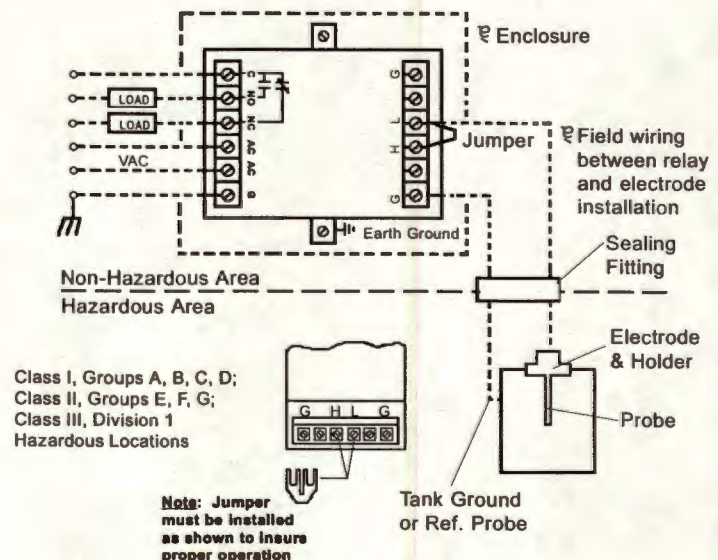 Enclosure
C
NO
NC
AC
AC
G
LOAD
LOAD
VAC
G
L
H
G
Jumper
Field wiring
between relay
and electrode
installation
Earth Ground
Sealing
Fitting
Non-Hazardous Area
Hazardous Area
Electrode
& Holder
Class I, Groups A, B, C, D;
Class II, Groups E, F, G;
Class III, Division 1
Hazardous Locations
G H L G
Probe
Note: Jumper
must be installed
as shown to insure
proper operation
Tank Ground
or Ref. Probe